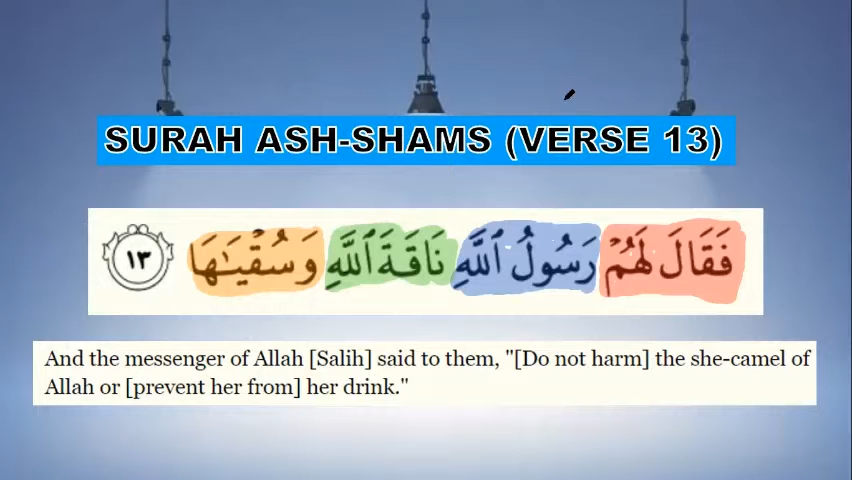 SURAH ASH-SHAMS (VERSE 13)
فَقَالَ لَهُمْ رَسُولُ ٱللَّهِ نَاقَةَ ٱللَّهِ وَسُقْيَـٰهَا ١٣
And the messenger of Allah [Salih] said to them, "[Do not harm] the she-camel of
Allah or [prevent her from] her drink."